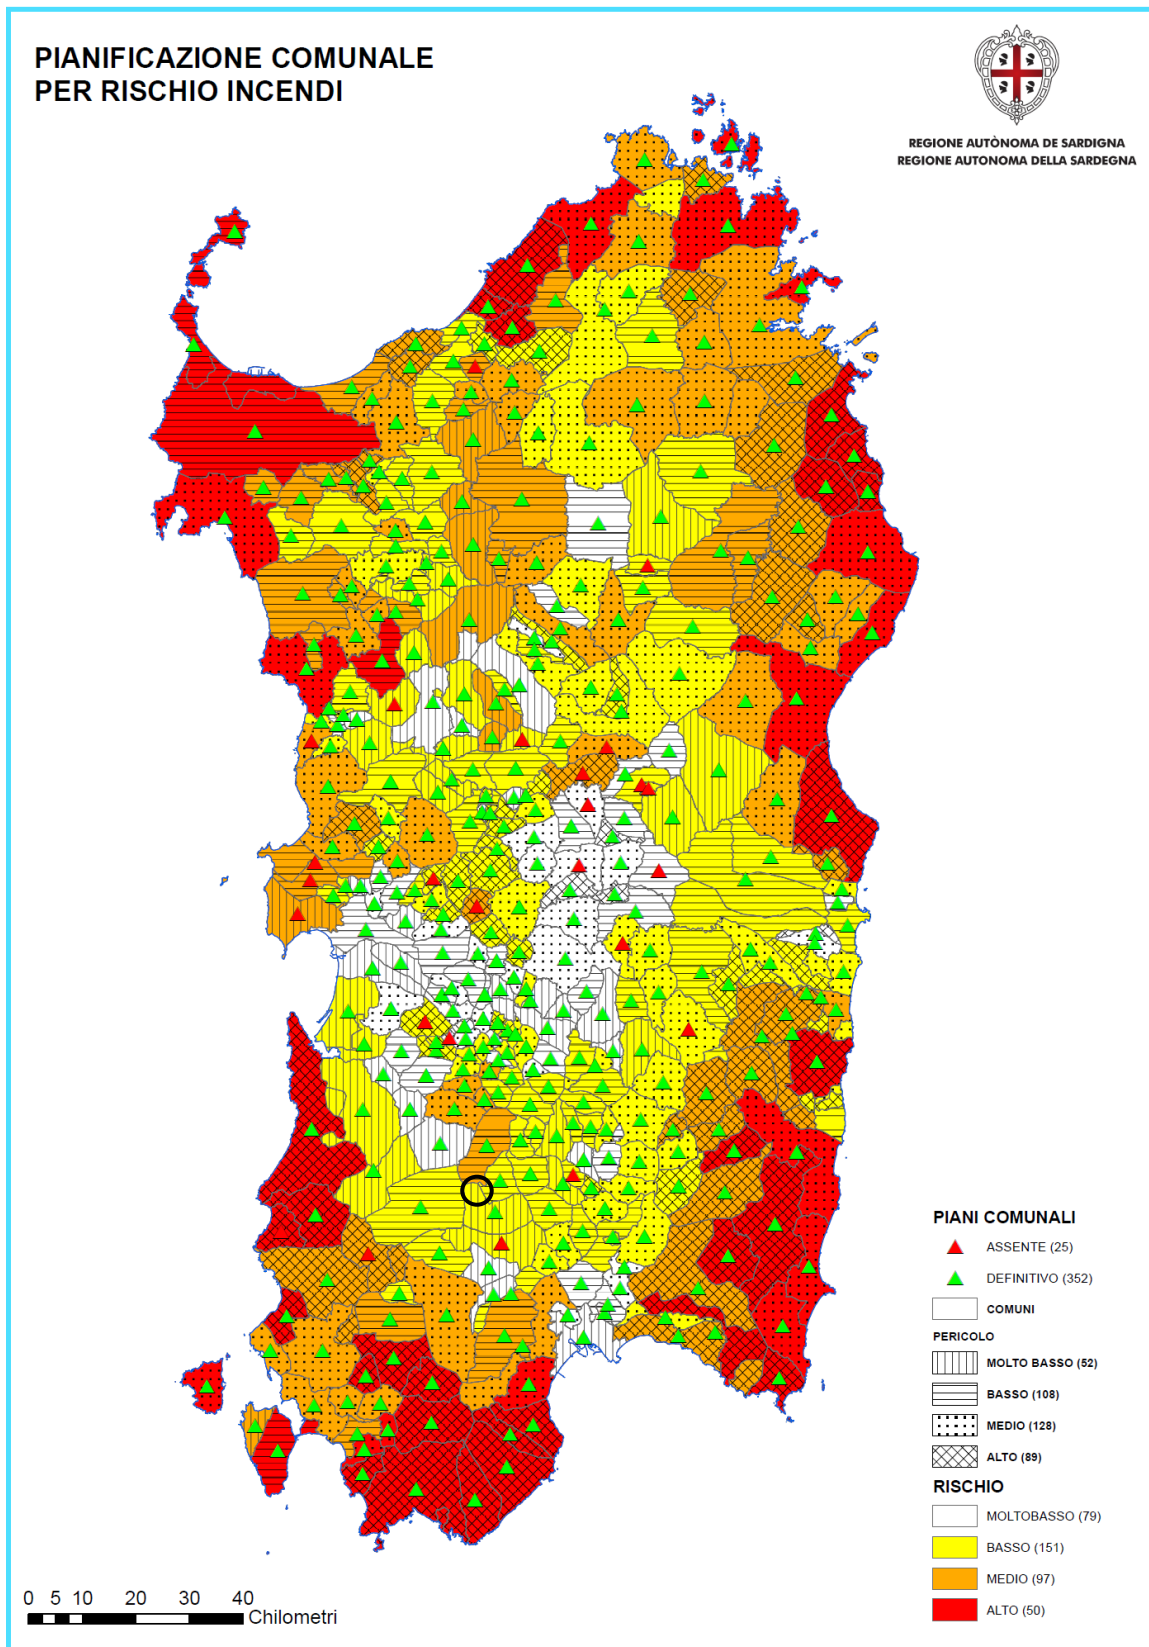 PIANIFICAZIONE COMUNALE
PER RISCHIO INCENDI
REGIONE AUTÒNOMA DE SARDIGNA
REGIONE AUTONOMA DELLA SARDEGNA
PIANI COMUNALI
ASSENTE (25)
DEFINITIVO (352)
COMUNI
PERICOLO
MOLTO BASSO (52)
BASSO (108)
MEDIO (128)
ALTO (89)
RISCHIO
MOLTOBASSO (79)
BASSO (151)
MEDIO (97)
ALTO (50)
0 5 10 20 30 40
Chilometri